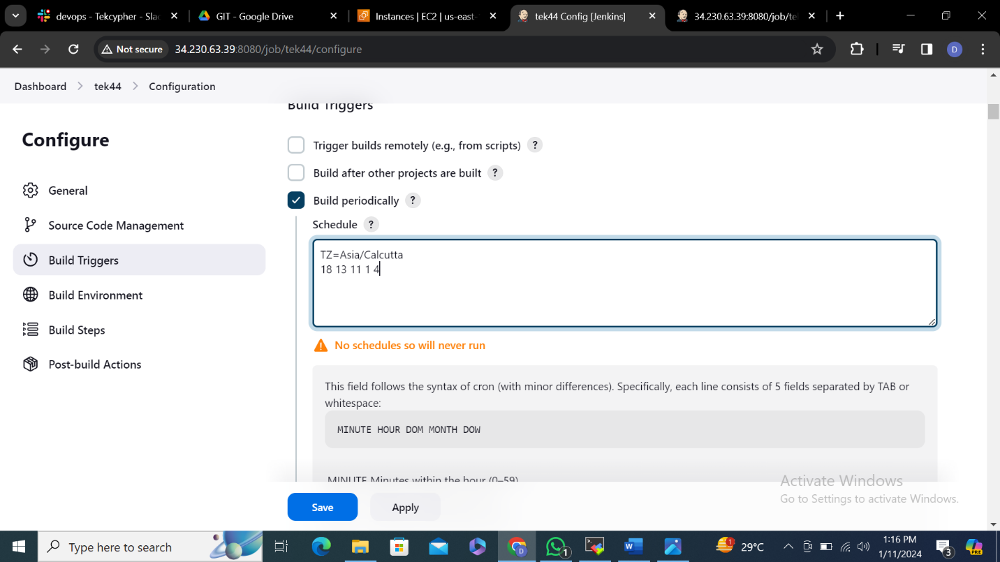 devops - Tekcypher - Sla
GIT - Google Drive
Instances | EC2 | us-east-
tek44 Config [Jenkins]
34.230.63.39:8080/job/te
Not secure
34.230.63.39:8080/job/tek44/configure
D
Dashboard
tek44
Configuration
Build Triggers
Configure
Trigger builds remotely (e.g., from scripts) ?
Build after other projects are built ?
General
Build periodically ?
Source Code Management
Schedule ?
TZ=Asia/Calcutta
Build Triggers
18 13 11 1 4
Build Environment
Build Steps
No schedules so will never run
Post-build Actions
This field follows the syntax of cron (with minor differences). Specifically, each line consists of 5 fields separated by TAB or
whitespace:
MINUTE HOUR DOM MONTH DOW
MINUTE Minutes within the hour (0–59)
Activate Windows
Go to Settings to activate Windows.
Save
Apply
Type here to search
D
1
W
1
29°C
1:16 PM
1/11/2024
3
PRE